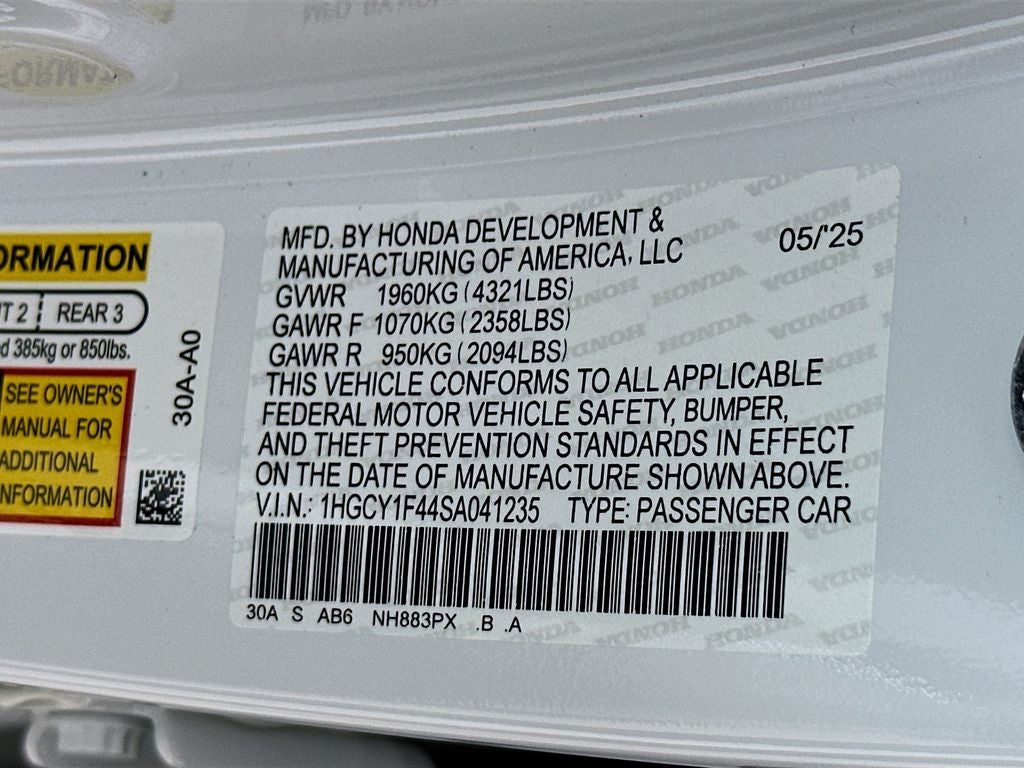 ORMATION
T 2 REAR 3
d 385kg or 850lbs.
SEE OWNER'S
MANUAL FOR
ADDITIONAL
INFORMATION
30A-A0
MFD. BY HONDA DEVELOPMENT & 
MANUFACTURING OF AMERICA, LLC 05/'25
GVWR 1960KG (4321LBS)
GAWR F 1070KG (2358LBS)
GAWR R 950KG (2094LBS)
THIS VEHICLE CONFORMS TO ALL APPLICABLE
FEDERAL MOTOR VEHICLE SAFETY, BUMPER,
AND THEFT PREVENTION STANDARDS IN EFFECT
ON THE DATE OF MANUFACTURE SHOWN ABOVE.
V.I.N.: 1HGCY1F44SA041235 TYPE: PASSENGER CAR
30A S AB6 NH883PX .B .A